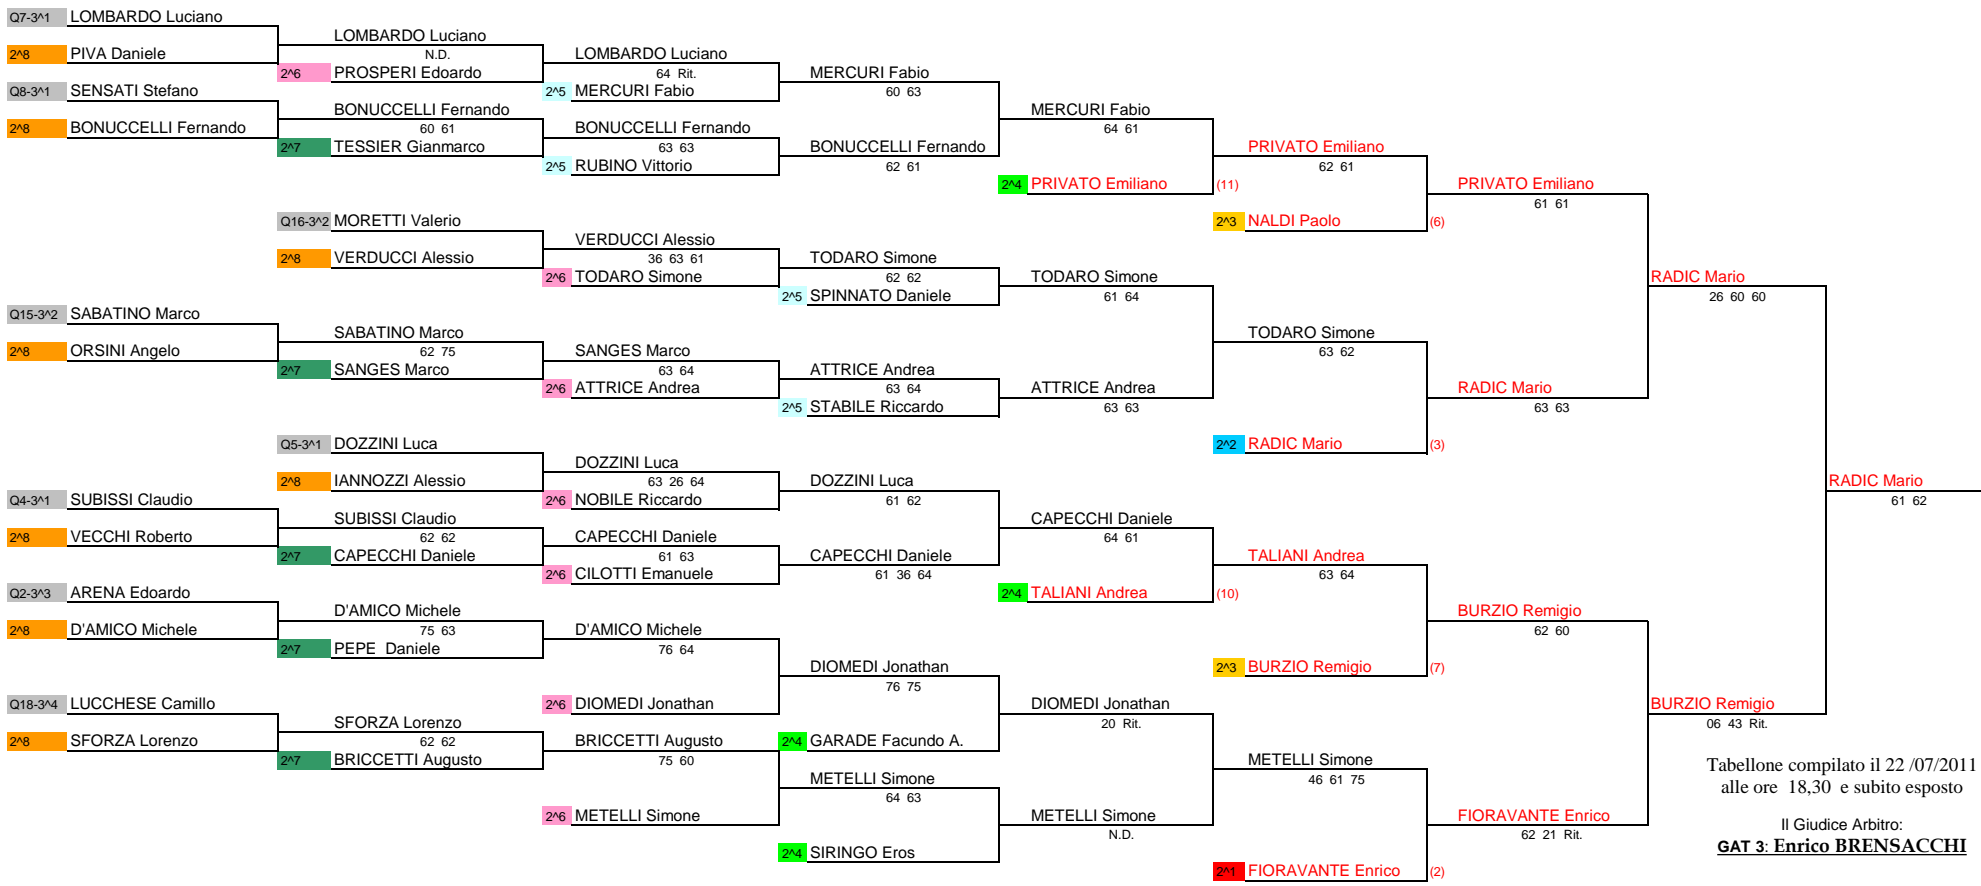 Q7-3^1 LOMBARDO Luciano
LOMBARDO Luciano
2^8 PIVA Daniele
N.D.
LOMBARDO Luciano
2^6 PROSPERI Edoardo
64 Rit.
MERCURI Fabio
Q8-3^1 SENSATI Stefano
2^5 MERCURI Fabio
60 63
BONUCCELLI Fernando
MERCURI Fabio
2^8 BONUCCELLI Fernando
60 61
BONUCCELLI Fernando
64 61
2^7 TESSIER Gianmarco
63 63
BONUCCELLI Fernando
PRIVATO Emiliano
2^5 RUBINO Vittorio
62 61
62 61
2^4 PRIVATO Emiliano (11)
PRIVATO Emiliano
61 61
Q16-3^2 MORETTI Valerio
2^3 NALDI Paolo (6)
VERDUCCI Alessio
2^8 VERDUCCI Alessio
36 63 61
TODARO Simone
2^6 TODARO Simone
62 62
TODARO Simone
RADIC Mario
2^5 SPINNATO Daniele
61 64
26 60 60
Q15-3^2 SABATINO Marco
SABATINO Marco
TODARO Simone
2^8 ORSINI Angelo
62 75
SANGES Marco
63 62
2^7 SANGES Marco
63 64
ATTRICE Andrea
2^6 ATTRICE Andrea
63 64
ATTRICE Andrea
RADIC Mario
2^5 STABILE Riccardo
63 63
63 63
Q5-3^1 DOZZINI Luca
2^2 RADIC Mario (3)
DOZZINI Luca
2^8 IANNOZZI Alessio
63 26 64
DOZZINI Luca
RADIC Mario
Q4-3^1 SUBISSI Claudio
2^6 NOBILE Riccardo
61 62
61 62
SUBISSI Claudio
CAPECCHI Daniele
2^8 VECCHI Roberto
62 62
CAPECCHI Daniele
64 61
2^7 CAPECCHI Daniele
61 63
CAPECCHI Daniele
TALIANI Andrea
2^6 CILOTTI Emanuele
61 36 64
63 64
Q2-3^3 ARENA Edoardo
2^4 TALIANI Andrea (10)
D'AMICO Michele
BURZIO Remigio
2^8 D'AMICO Michele
75 63
D'AMICO Michele
62 60
2^7 PEPE Daniele
76 64
DIOMEDI Jonathan
2^3 BURZIO Remigio (7)
76 75
Q18-3^4 LUCCHESE Camillo
2^6 DIOMEDI Jonathan
DIOMEDI Jonathan
BURZIO Remigio
SFORZA Lorenzo
20 Rit.
06 43 Rit.
2^8 SFORZA Lorenzo
62 62
BRICCETTI Augusto
2^4 GARADE Facundo A.
2^7 BRICCETTI Augusto
75 60
METELLI Simone
METELLI Simone
46 61 75
Tabellone compilato il 22 /07/2011
64 63
alle ore 18,30 e subito esposto
2^6 METELLI Simone
METELLI Simone
FIORAVANTE Enrico
N.D.
62 21 Rit.
Il Giudice Arbitro:
2^4 SIRINGO Eros
GAT 3: Enrico BRENSACCHI
2^1 FIORAVANTE Enrico (2)